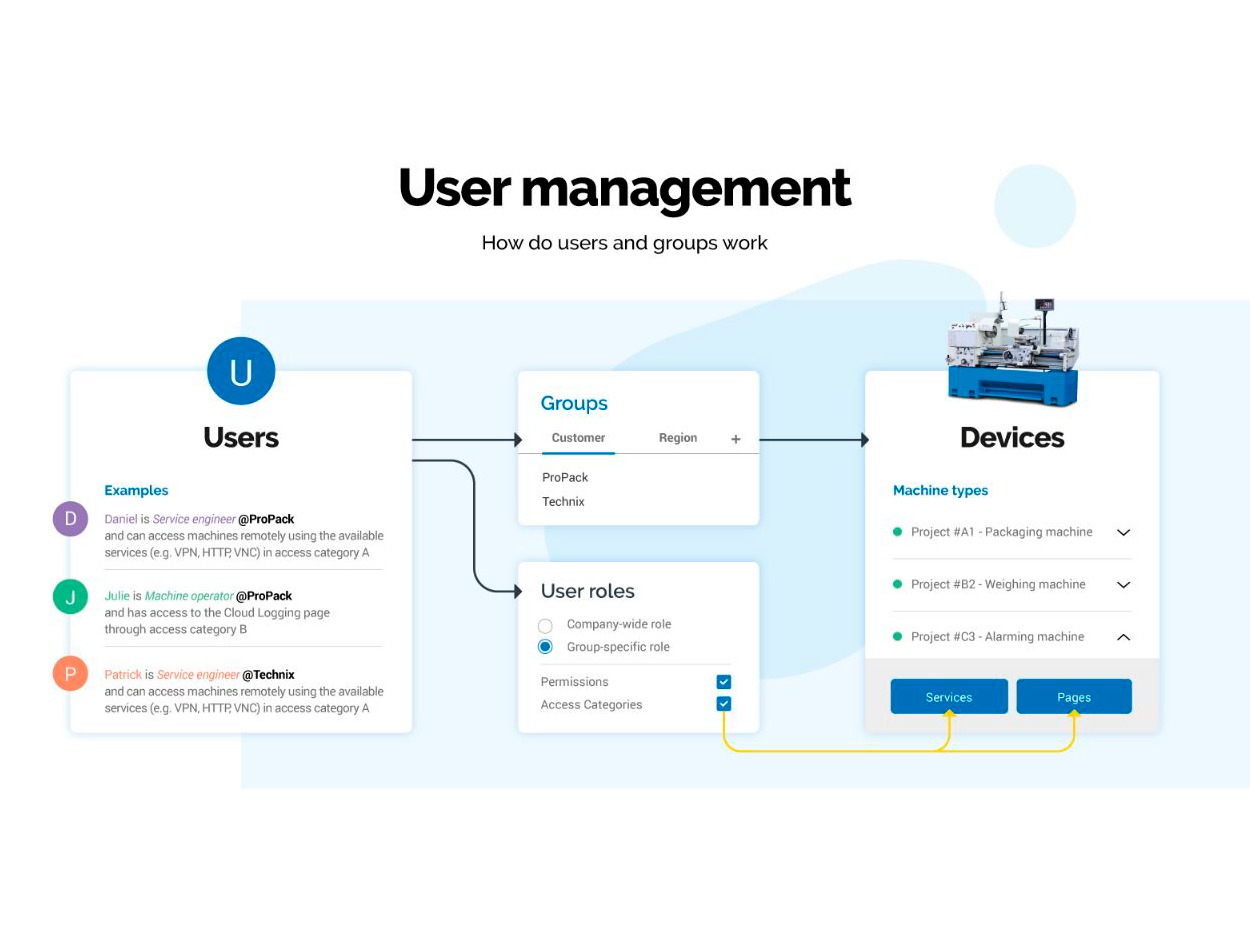 User management
How do users and groups work
U
Users
Examples
D
Daniel is Service engineer @ProPack
and can access machines remotely using the available
services (e.g. VPN, HTTP, VNC) in access category A
J
Julie is Machine operator @ProPack
and has access to the Cloud Logging page
through access category B
P
Patrick is Service engineer @Technix
and can access machines remotely using the available
services (e.g. VPN, HTTP, VNC) in access category A
Groups
Customer Region +
ProPack
Technix
User roles
Company-wide role
Group-specific role
Permissions
Access Categories
Devices
Machine types
Project #A1 - Packaging machine
Project #B2 - Weighing machine
Project #C3 - Alarming machine
Services Pages